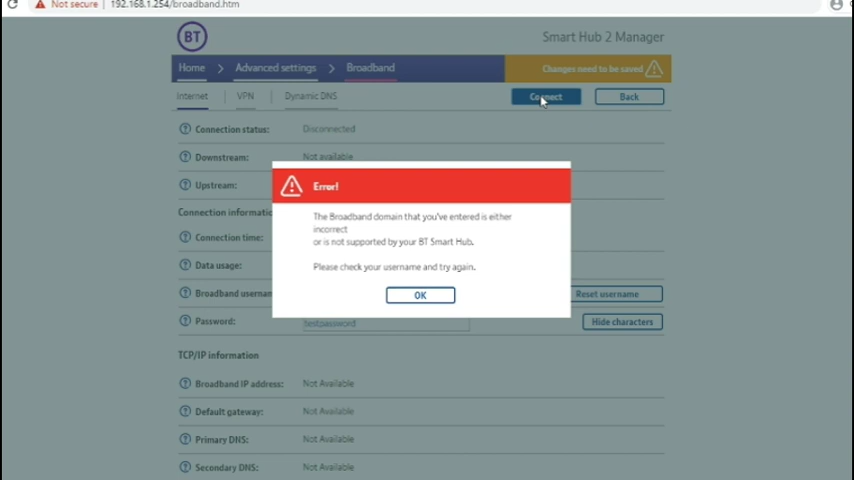 Not secure | 192.168.1.254/broadband.htm
BT
Smart Hub 2 Manager
Home > Advanced settings > Broadband
Changes need to be saved
Internet | VPN | Dynamic DNS
Connect
Back
Connection status: Disconnected
Downstream: Not available
Upstream:
Error!
The Broadband domain that you've entered is either
incorrect
or is not supported by your BT Smart Hub.
Please check your username and try again.
OK
Connection informatio
Connection time:
Data usage:
Broadband usernam
Reset username
Password: testpassword
Hide characters
TCP/IP information
Broadband IP address: Not Available
Default gateway: Not Available
Primary DNS: Not Available
Secondary DNS: Not Available